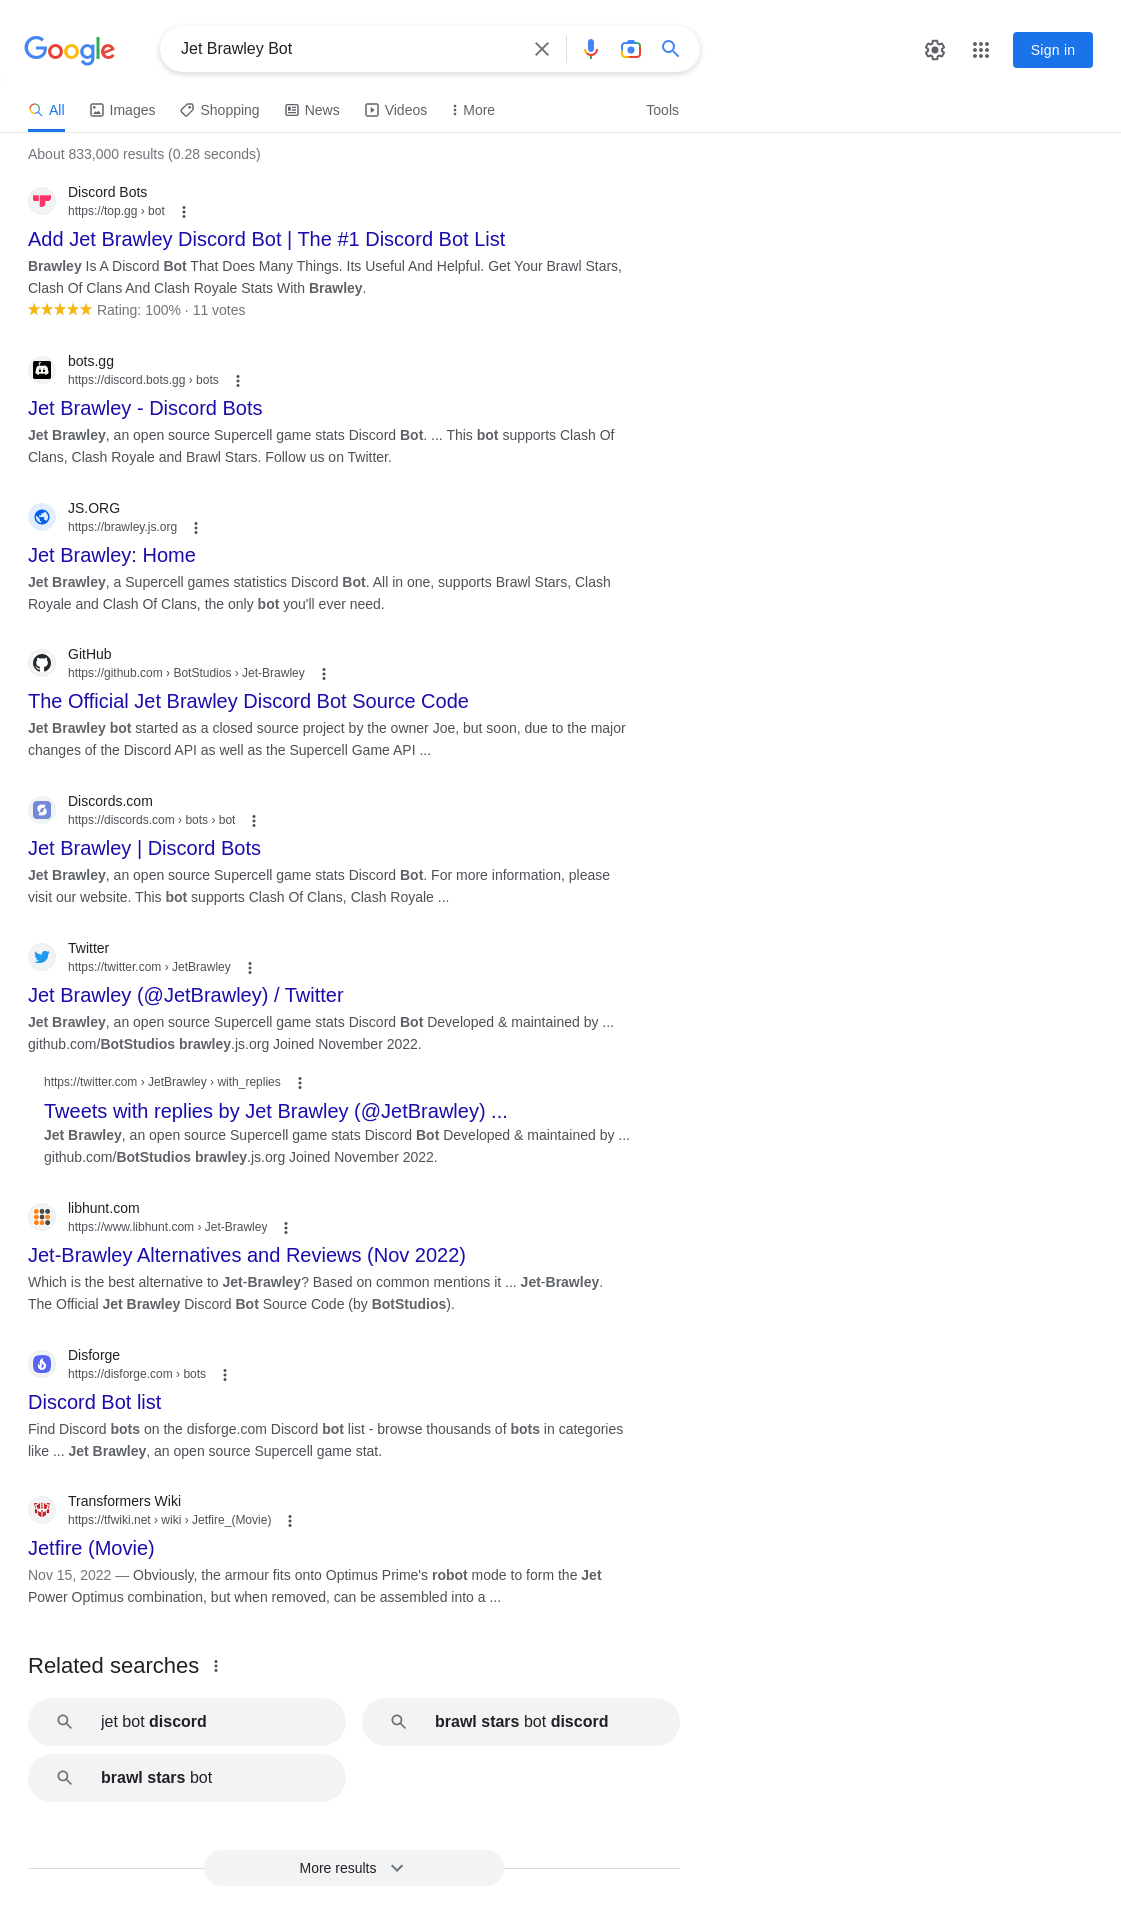 Google
Jet Brawley Bot
Sign in
All
Images
Shopping
News
Videos
More
Tools
About 833,000 results (0.28 seconds)
Discord Bots
https://top.gg › bot
Add Jet Brawley Discord Bot | The #1 Discord Bot List
Brawley Is A Discord Bot That Does Many Things. Its Useful And Helpful. Get Your Brawl Stars,
Clash Of Clans And Clash Royale Stats With Brawley.
Rating: 100% · 11 votes
bots.gg
https://discord.bots.gg › bots
Jet Brawley - Discord Bots
Jet Brawley, an open source Supercell game stats Discord Bot. ... This bot supports Clash Of
Clans, Clash Royale and Brawl Stars. Follow us on Twitter.
JS.ORG
https://brawley.js.org
Jet Brawley: Home
Jet Brawley, a Supercell games statistics Discord Bot. All in one, supports Brawl Stars, Clash
Royale and Clash Of Clans, the only bot you'll ever need.
GitHub
https://github.com › BotStudios › Jet-Brawley
The Official Jet Brawley Discord Bot Source Code
Jet Brawley bot started as a closed source project by the owner Joe, but soon, due to the major
changes of the Discord API as well as the Supercell Game API ...
Discords.com
https://discords.com › bots › bot
Jet Brawley | Discord Bots
Jet Brawley, an open source Supercell game stats Discord Bot. For more information, please
visit our website. This bot supports Clash Of Clans, Clash Royale ...
Twitter
https://twitter.com › JetBrawley
Jet Brawley (@JetBrawley) / Twitter
Jet Brawley, an open source Supercell game stats Discord Bot Developed & maintained by ...
github.com/BotStudios brawley.js.org Joined November 2022.
https://twitter.com › JetBrawley › with_replies
Tweets with replies by Jet Brawley (@JetBrawley) ...
Jet Brawley, an open source Supercell game stats Discord Bot Developed & maintained by ...
github.com/BotStudios brawley.js.org Joined November 2022.
libhunt.com
https://www.libhunt.com › Jet-Brawley
Jet-Brawley Alternatives and Reviews (Nov 2022)
Which is the best alternative to Jet-Brawley? Based on common mentions it ... Jet-Brawley.
The Official Jet Brawley Discord Bot Source Code (by BotStudios).
Disforge
https://disforge.com › bots
Discord Bot list
Find Discord bots on the disforge.com Discord bot list - browse thousands of bots in categories
like ... Jet Brawley, an open source Supercell game stat.
Transformers Wiki
https://tfwiki.net › wiki › Jetfire_(Movie)
Jetfire (Movie)
Nov 15, 2022 — Obviously, the armour fits onto Optimus Prime's robot mode to form the Jet
Power Optimus combination, but when removed, can be assembled into a ...
Related searches
jet bot discord
brawl stars bot discord
brawl stars bot
More results